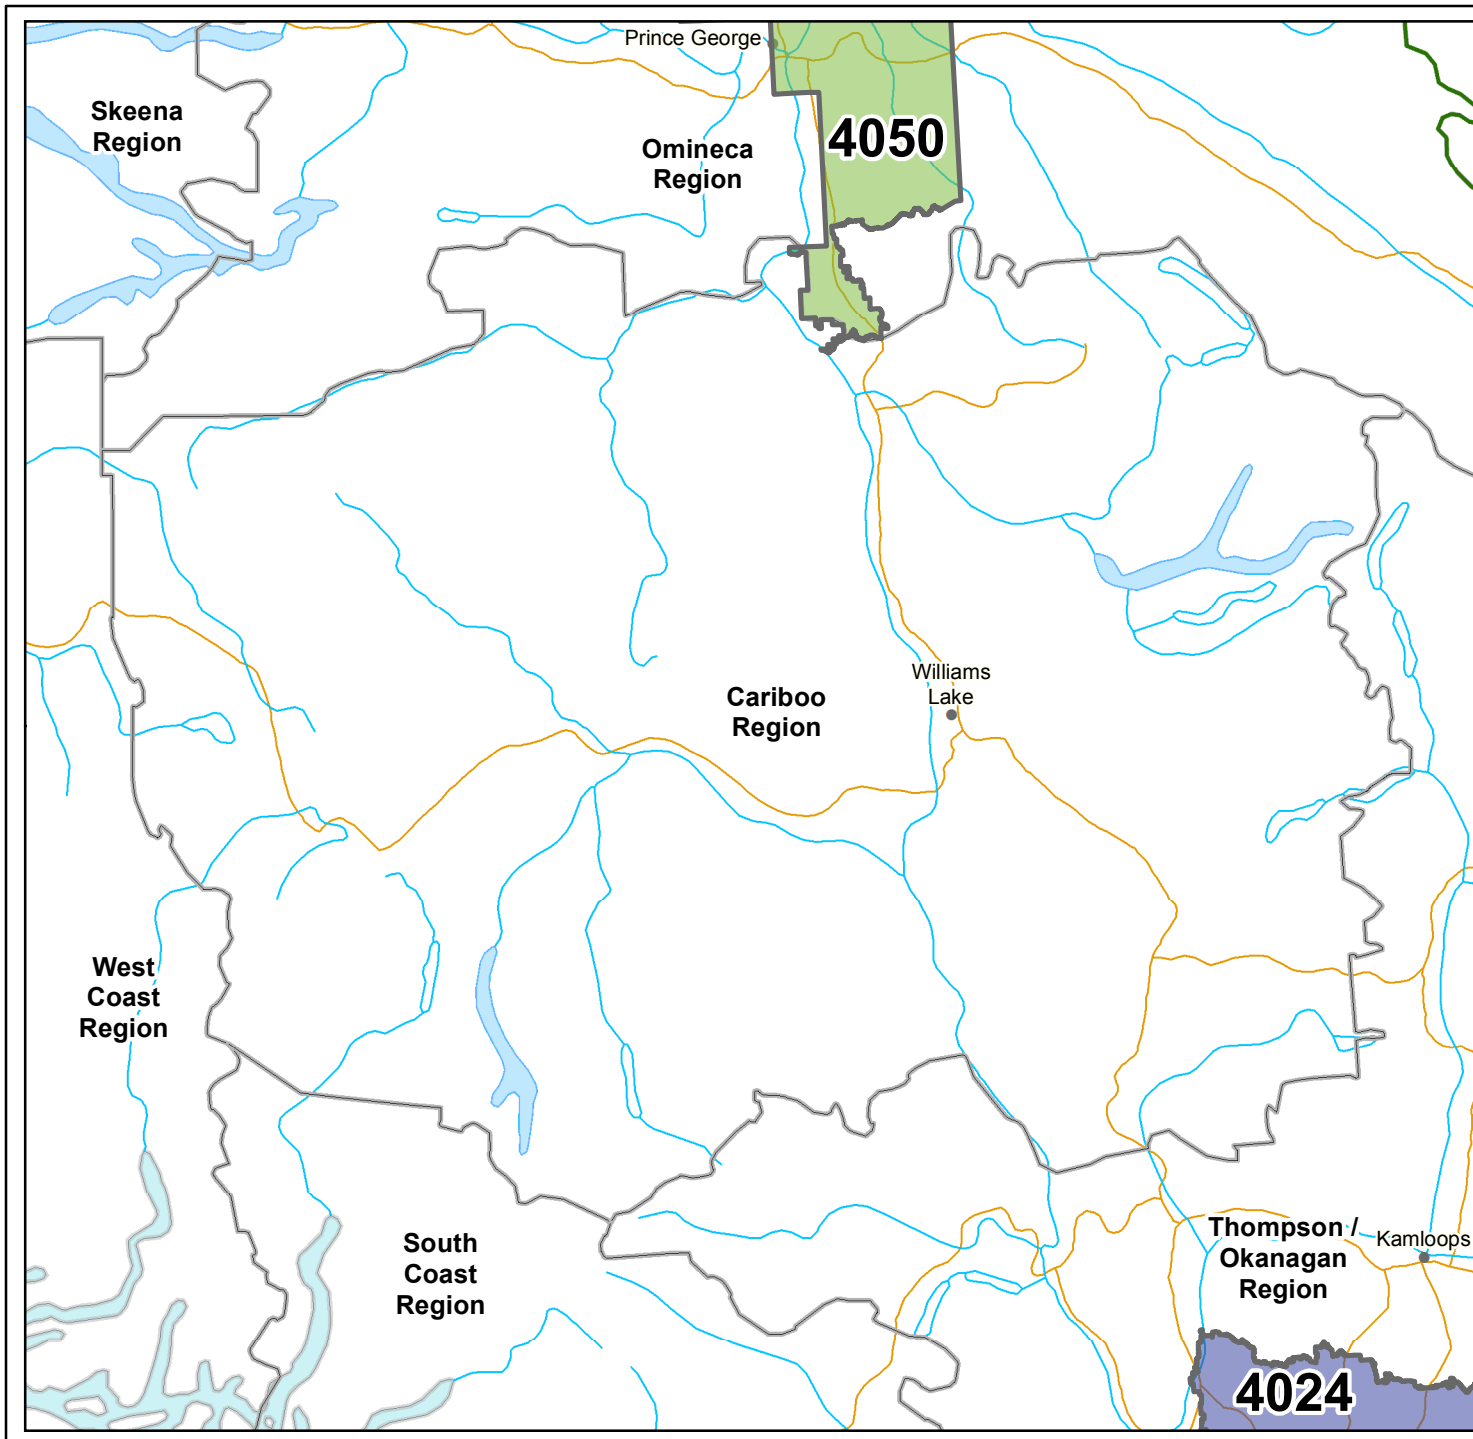 Prince George
Skeena
Region
4050
Omineca
Region
Williams
Lake
Cariboo
Region
West
Coast
Region
South
Coast
Region
Thompson /
Okanagan
Region
Kamloops
4024